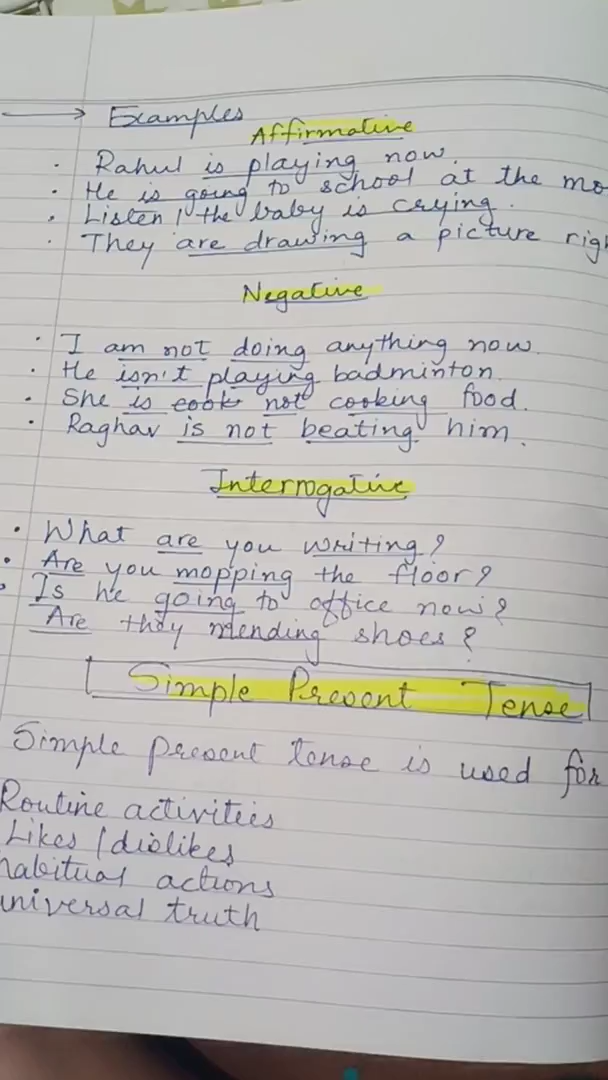 → Examples
Affirmative
· Rahul is playing now.
· He is going to school at the mo
· Listen ! the baby is crying.
· They are drawing a picture righ
Negative
· I am not doing anything now.
· He isn't playing badminton.
· She is cook not cooking food.
· Raghav is not beating him.
Interrogative
· What are you writing?
· Are you mopping the floor?
· Is he going to office now?
Are they mending shoes?
Simple Present Tense
Simple present tense is used for
Routine activities
Likes / dislikes
habitual actions
universal truth